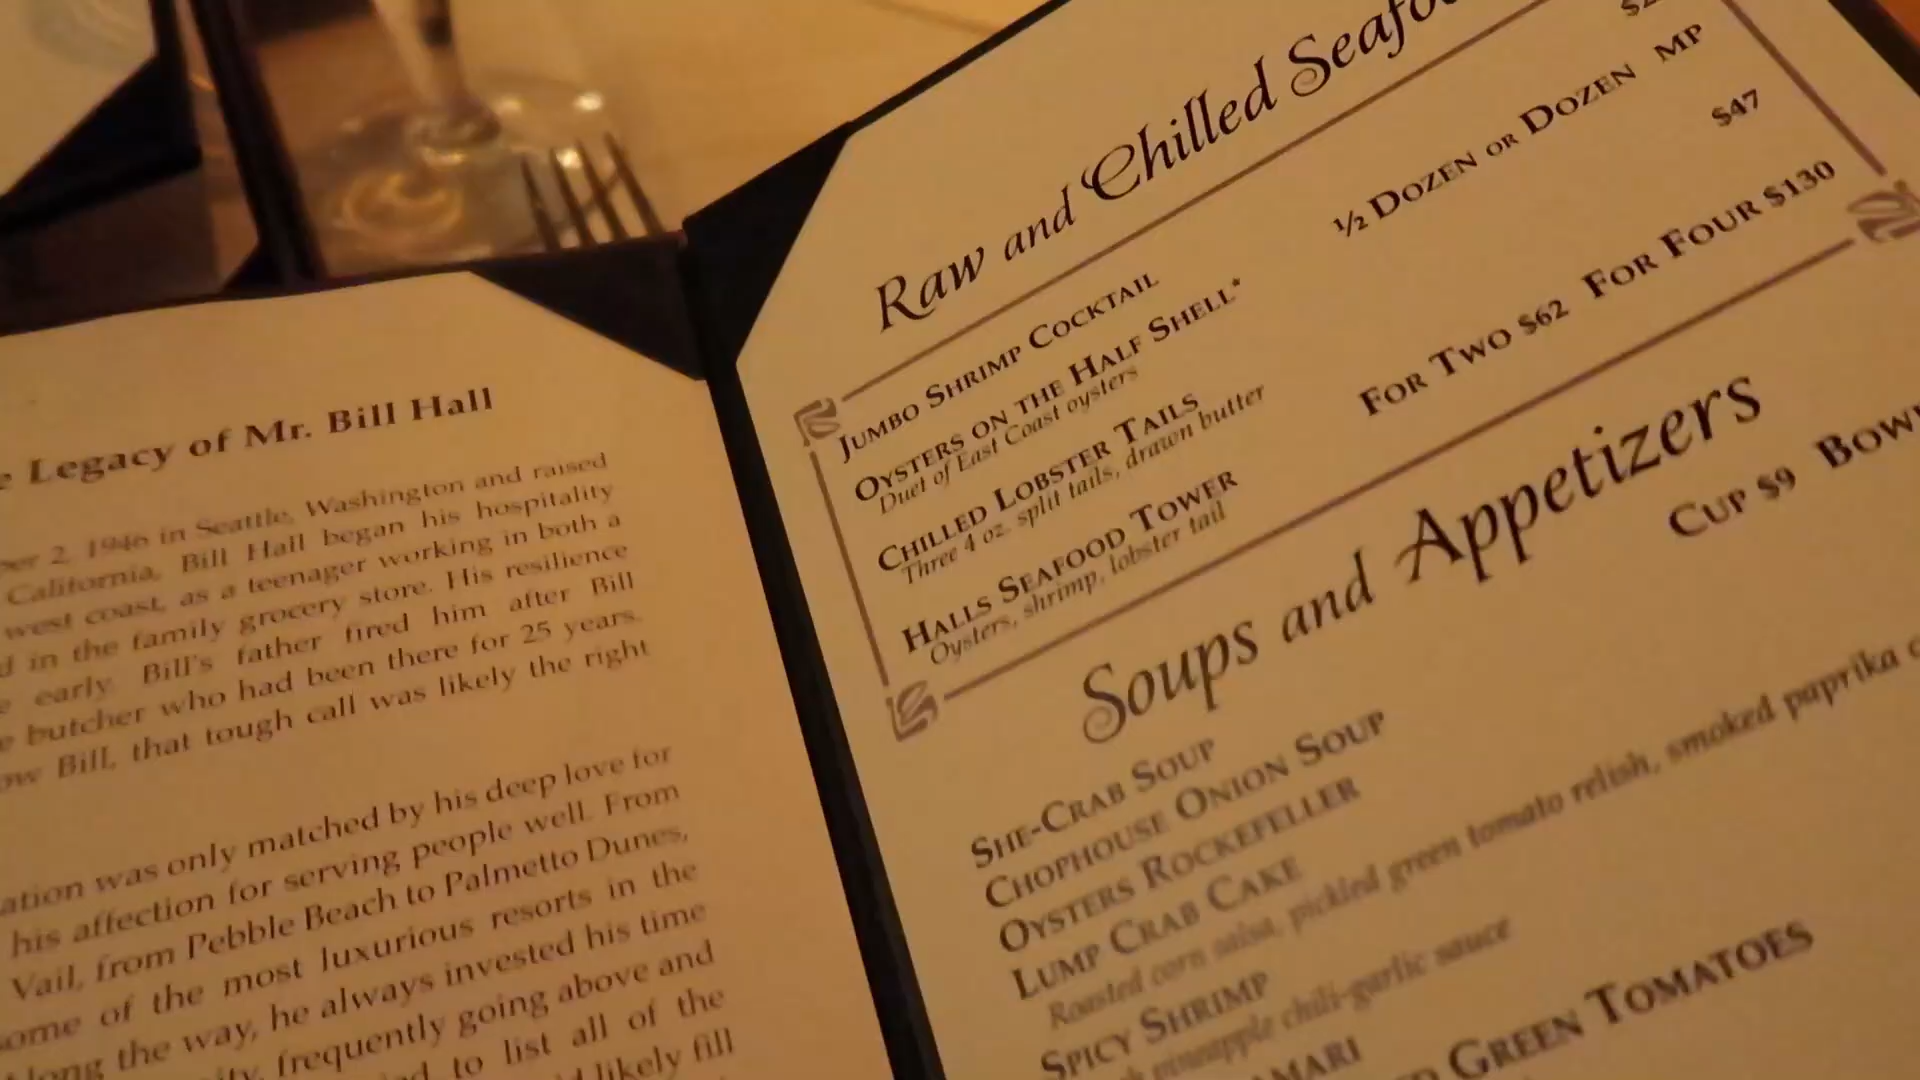 Legacy of Mr. Bill Hall
2, 1946 in Seattle, Washington and raised
California, Bill Hall began his hospitality
west coast, as a teenager working in both a
in the family grocery store. His resilience
early. Bill's father fired him after Bill
butcher who had been there for 25 years.
Bill, that tough call was likely the right
was only matched by his deep love for
his affection for serving people well. From
Vail, from Pebble Beach to Palmetto Dunes,
some of the most luxurious resorts in the
the way, he always invested his time
frequently going above and
to list all of the
likely fill
Raw and Chilled
JUMBO SHRIMP COCKTAIL
OYSTERS ON THE HALF SHELL* ½ DOZEN OR DOZEN MP
Duet of East Coast oysters
CHILLED LOBSTER TAILS $47
Three 4 oz. split tails, drawn butter
HALLS SEAFOOD TOWER FOR TWO $62 FOR FOUR $130
Oysters, shrimp, lobster tail
Soups and Appetizers
SHE-CRAB SOUP CUP $9
CHOPHOUSE ONION SOUP
OYSTERS ROCKEFELLER
LUMP CRAB CAKE
Roasted corn salsa, pickled green tomato relish, smoked paprika
SPICY SHRIMP
pineapple chili-garlic sauce
GREEN TOMATOES